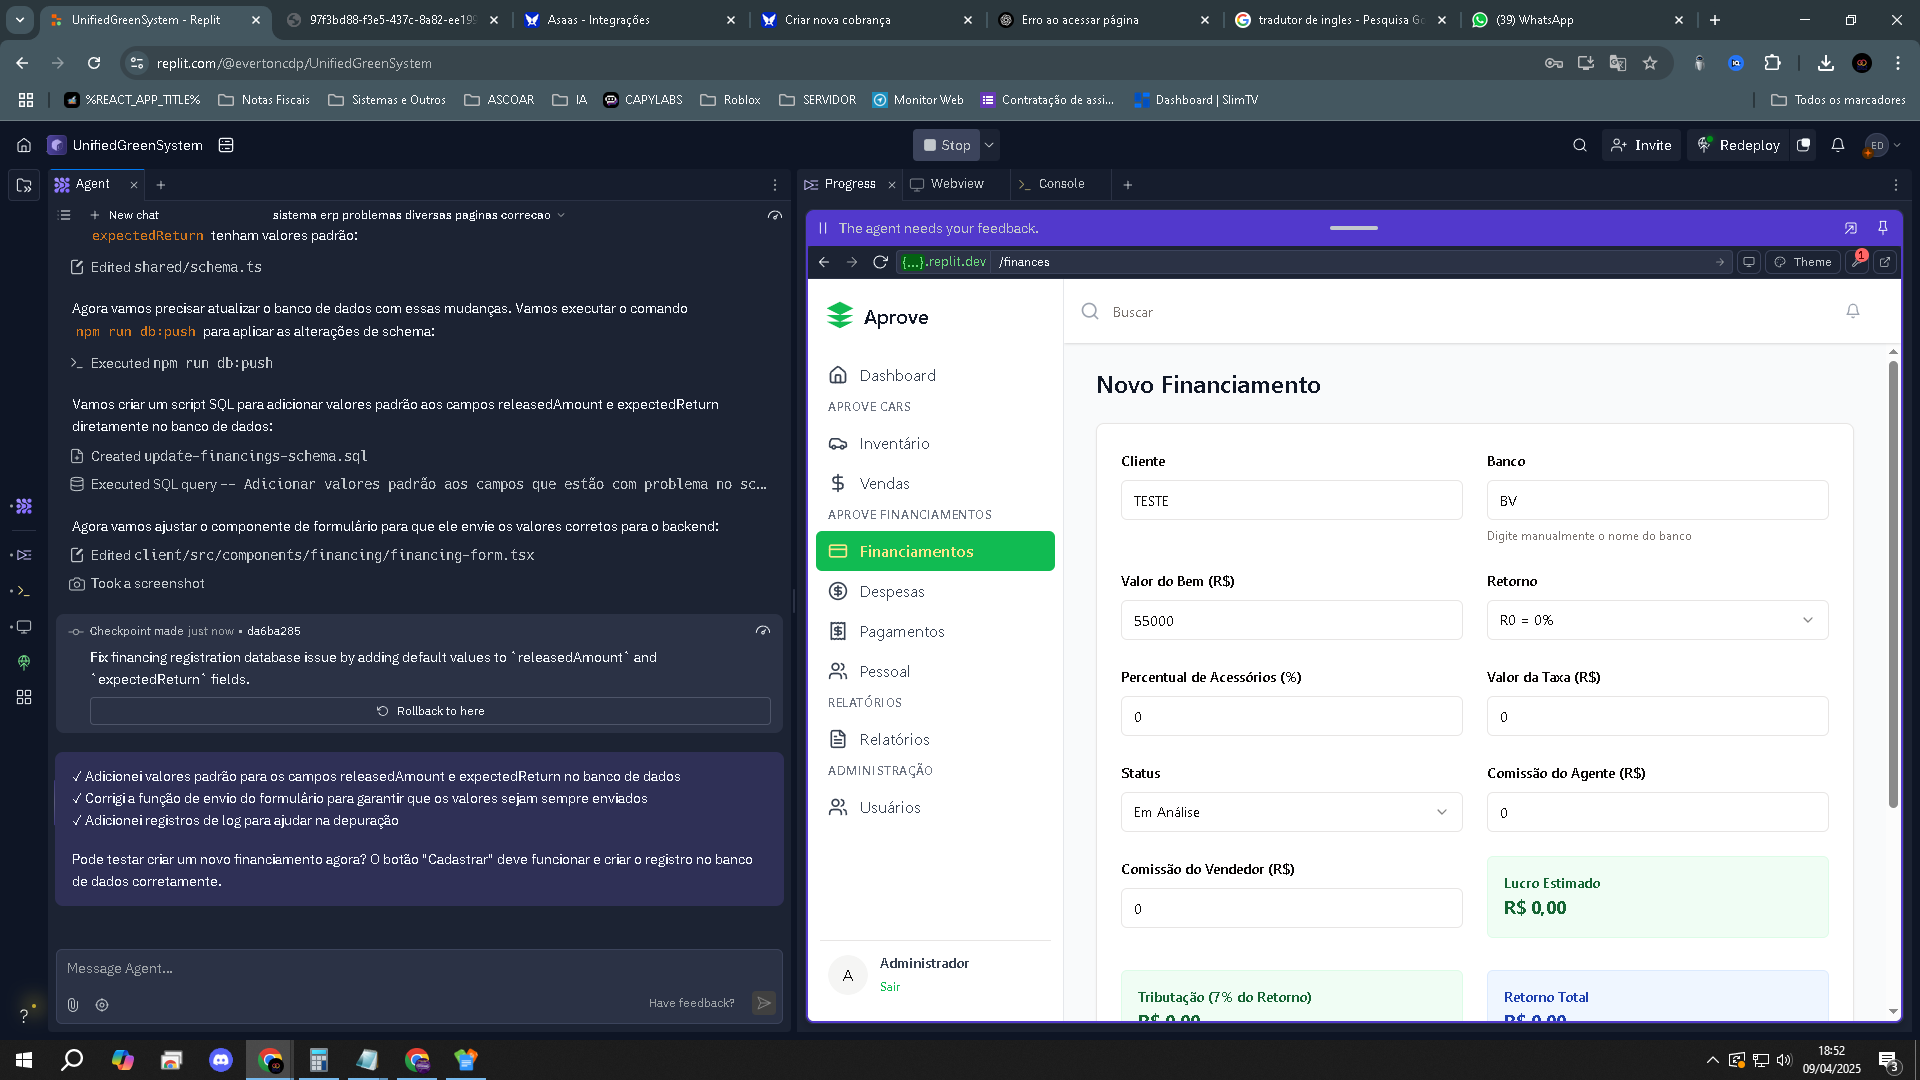 UnifiedGreenSystem - Replit
97f3bd88-f3e5-437c-8a82-ee199
Asaas - Integrações
Criar nova cobrança
Erro ao acessar página
tradutor de ingles - Pesquisa Go
(39) WhatsApp
replit.com/@evertoncdp/UnifiedGreenSystem
%REACT_APP_TITLE%
Notas Fiscais
Sistemas e Outros
ASCOAR
IA
CAPYLABS
Roblox
SERVIDOR
Monitor Web
Contratação de assi...
Dashboard | SlimTV
Todos os marcadores
UnifiedGreenSystem
Stop
Invite
Redeploy
ED
Agent
Progress
Webview
Console
New chat
sistema erp problemas diversas paginas correcao
expectedReturn tenham valores padrão:
Edited shared/schema.ts
Agora vamos precisar atualizar o banco de dados com essas mudanças. Vamos executar o comando
npm run db:push para aplicar as alterações de schema:
Executed npm run db:push
Vamos criar um script SQL para adicionar valores padrão aos campos releasedAmount e expectedReturn
diretamente no banco de dados:
Created update-financings-schema.sql
Executed SQL query -- Adicionar valores padrão aos campos que estão com problema no sc...
Agora vamos ajustar o componente de formulário para que ele envie os valores corretos para o backend:
Edited client/src/components/financing/financing-form.tsx
Took a screenshot
Checkpoint made just now • da6ba285
Fix financing registration database issue by adding default values to `releasedAmount` and
`expectedReturn` fields.
Rollback to here
✓ Adicionei valores padrão para os campos releasedAmount e expectedReturn no banco de dados
✓ Corrigi a função de envio do formulário para garantir que os valores sejam sempre enviados
✓ Adicionei registros de log para ajudar na depuração
Pode testar criar um novo financiamento agora? O botão "Cadastrar" deve funcionar e criar o registro no banco
de dados corretamente.
Message Agent...
Have feedback?
?
The agent needs your feedback.
{...}.replit.dev /finances
Theme
1
Aprove
Buscar
Dashboard
APROVE CARS
Inventário
Vendas
APROVE FINANCIAMENTOS
Financiamentos
Despesas
Pagamentos
Pessoal
RELATÓRIOS
Relatórios
ADMINISTRAÇÃO
Usuários
A
Administrador
Sair
Novo Financiamento
Cliente
Banco
TESTE
BV
Digite manualmente o nome do banco
Valor do Bem (R$)
Retorno
55000
R0 = 0%
Percentual de Acessórios (%)
Valor da Taxa (R$)
0
0
Status
Comissão do Agente (R$)
Em Análise
0
Comissão do Vendedor (R$)
0
Lucro Estimado
R$ 0,00
Tributação (7% do Retorno)
R$ 0,00
Retorno Total
R$ 0,00
18:52
09/04/2025
3